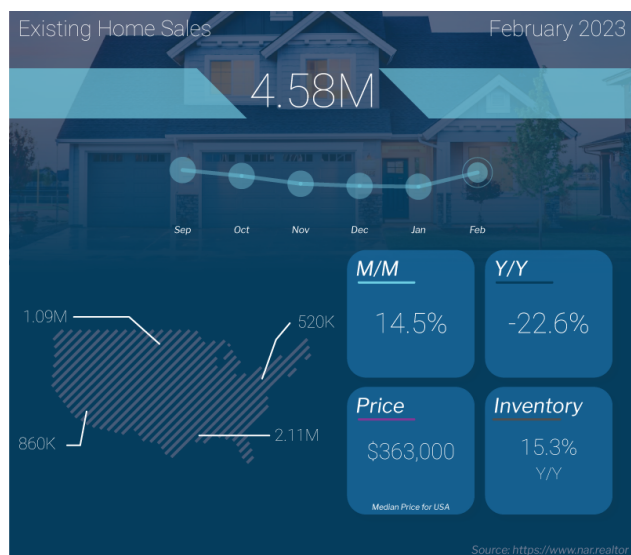 Existing Home Sales
February 2023
4.58M
Sep Oct Nov Dec Jan Feb
M/M
14.5%
Y/Y
-22.6%
1.09M
520K
860K
2.11M
Price
$363,000
Median Price for USA
Inventory
15.3%
Y/Y
Source: https://www.nar.realtor